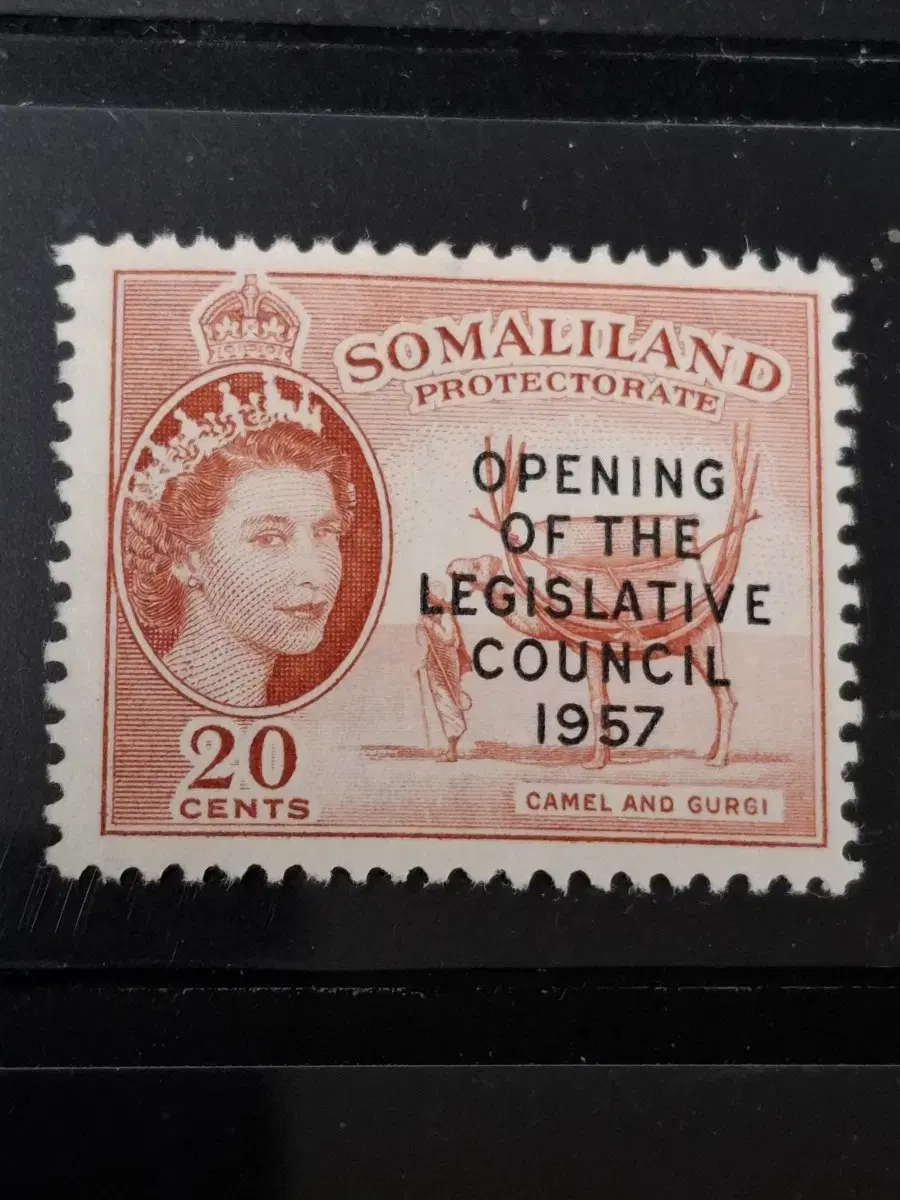 SOMALILAND
PROTECTORATE
OPENING
OF THE
LEGISLATIVE
COUNCIL
1957
20
CENTS
CAMEL AND GURGI